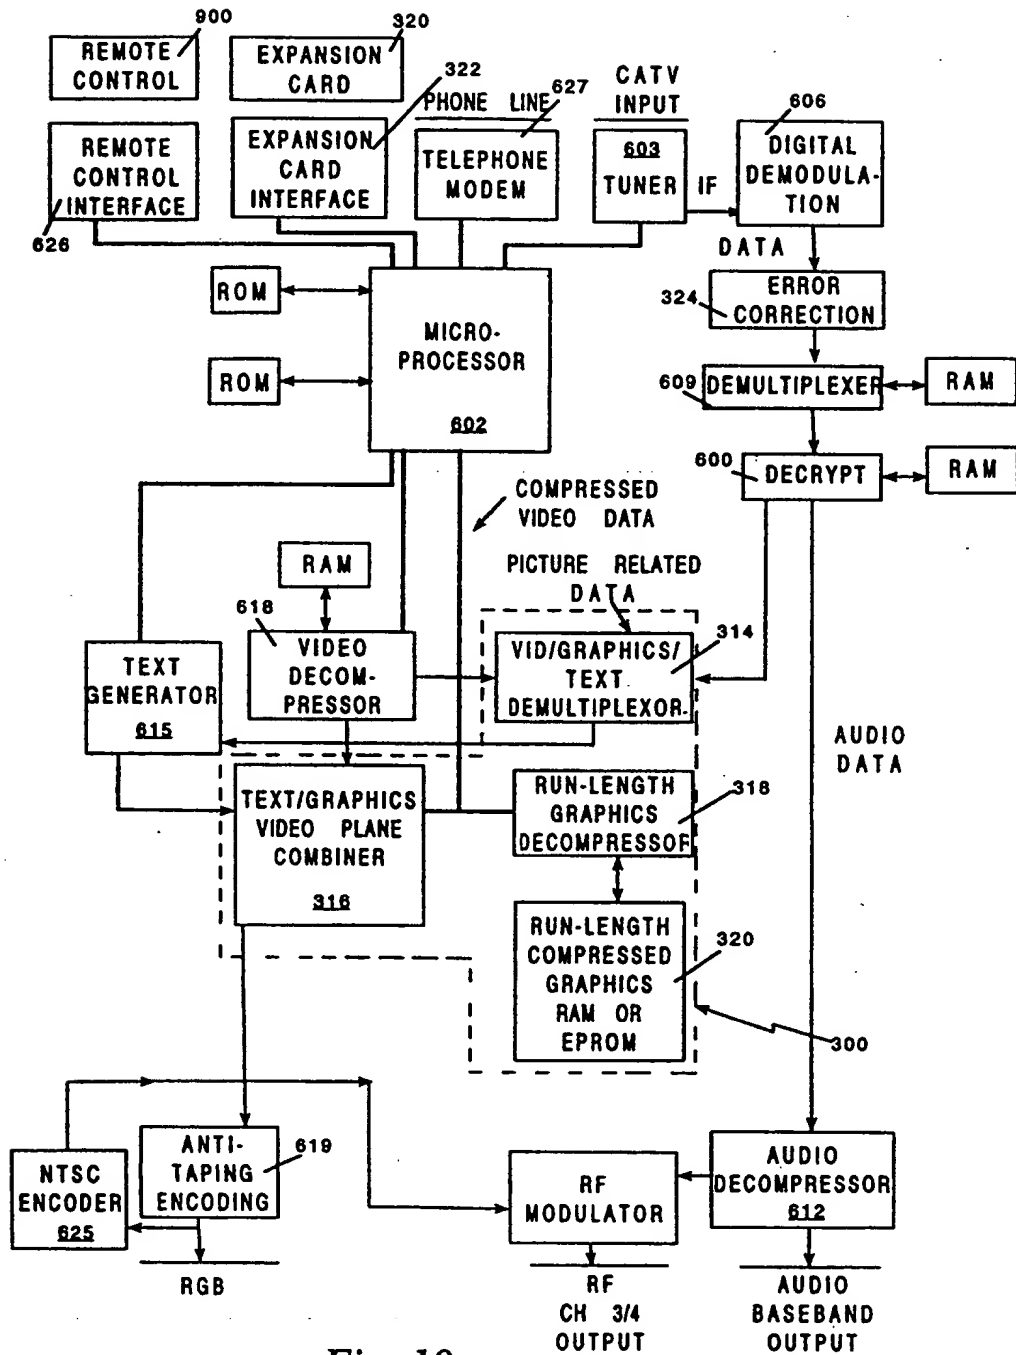 900
320
REMOTE
CONTROL
EXPANSION
CARD
322
PHONE LINE
627
CATV
INPUT
606
REMOTE
CONTROL
INTERFACE
626
EXPANSION
CARD
INTERFACE
TELEPHONE
MODEM
603
TUNER
IF
DIGITAL
DEMODULA-
TION
DATA
ROM
MICRO-
PROCESSOR
602
ROM
324
ERROR
CORRECTION
609
DEMULTIPLEXER
RAM
600
DECRYPT
RAM
COMPRESSED
VIDEO DATA
RAM
PICTURE RELATED
DATA
618
VIDEO
DECOM-
PRESSOR
VID/GRAPHICS/
TEXT
DEMULTIPLEXOR
314
TEXT
GENERATOR
615
AUDIO
DATA
TEXT/GRAPHICS
VIDEO PLANE
COMBINER
316
RUN-LENGTH
GRAPHICS
DECOMPRESSOF
318
RUN-LENGTH
COMPRESSED
GRAPHICS
RAM OR
EPROM
320
300
NTSC
ENCODER
625
ANTI-
TAPING
ENCODING
619
RF
MODULATOR
AUDIO
DECOMPRESSOR
612
RGB
RF
CH 3/4
OUTPUT
AUDIO
BASEBAND
OUTPUT